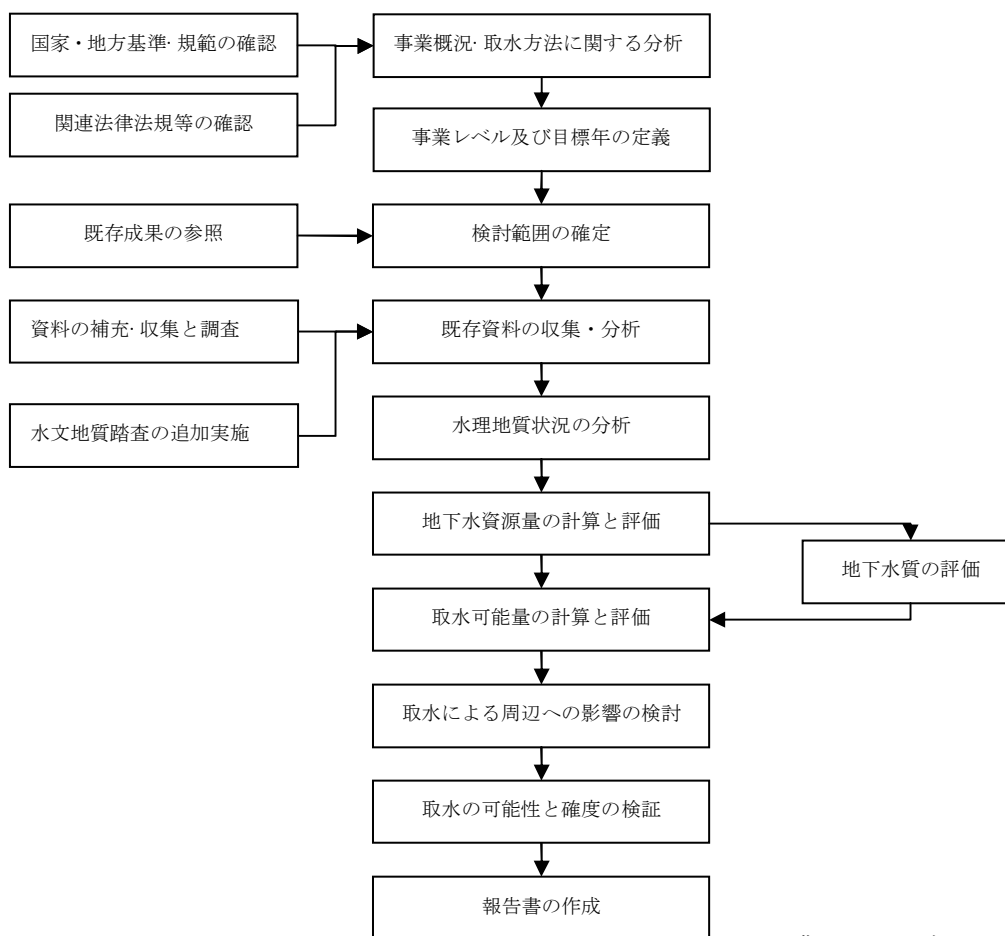 国家・地方基準･規範の確認
事業概況･取水方法に関する分析
関連法律法規等の確認
事業レベル及び目標年の定義
既存成果の参照
検討範囲の確定
資料の補充･収集と調査
既存資料の収集・分析
水文地質踏査の追加実施
水理地質状況の分析
地下水資源量の計算と評価
地下水質の評価
取水可能量の計算と評価
取水による周辺への影響の検討
取水の可能性と確度の検証
報告書の作成